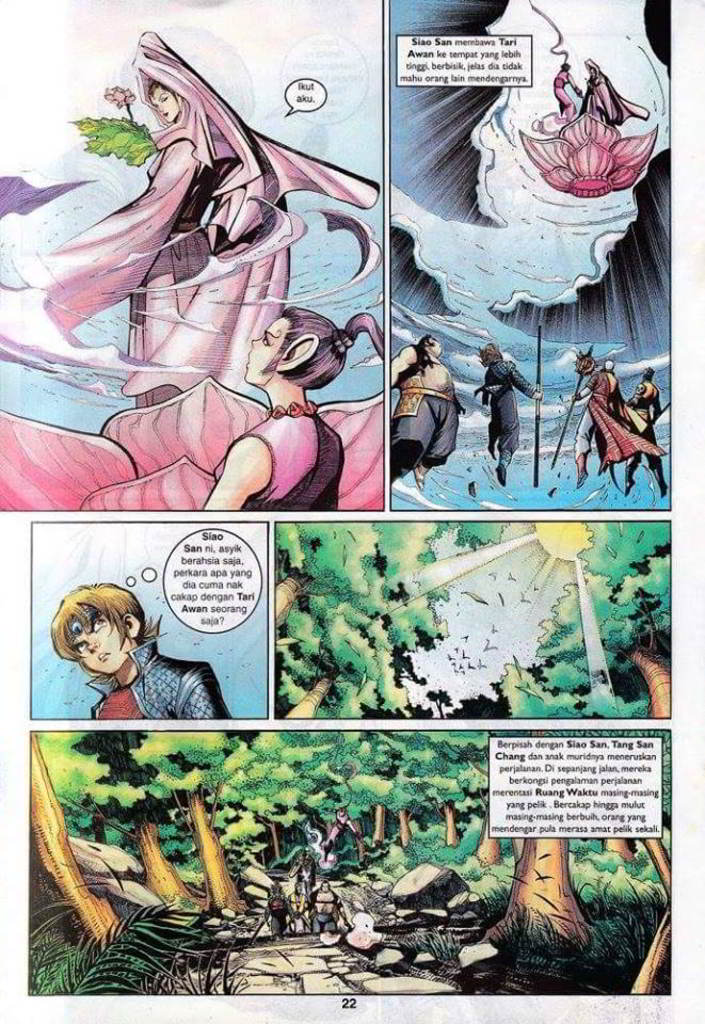 Ikut
aku.
Siao San membawa Tari
Awan ke tempat yang lebih
tinggi, berbisik, jelas dia tidak
mahu orang lain mendengarnya.
Siao
San ni, asyik
berahsia saja,
perkara apa yang
dia cuma nak
cakap dengan Tari
Awan seorang
saja?
Berpisah dengan Siao San, Tang San
Chang dan anak muridnya meneruskan
perjalanan. Di sepanjang jalan, mereka
berkongsi pengalaman perjalanan
merentasi Ruang Waktu masing-masing
yang pelik . Bercakap hingga mulut
masing-masing berbuih, orang yang
mendengar pula merasa amat pelik sekali.
22